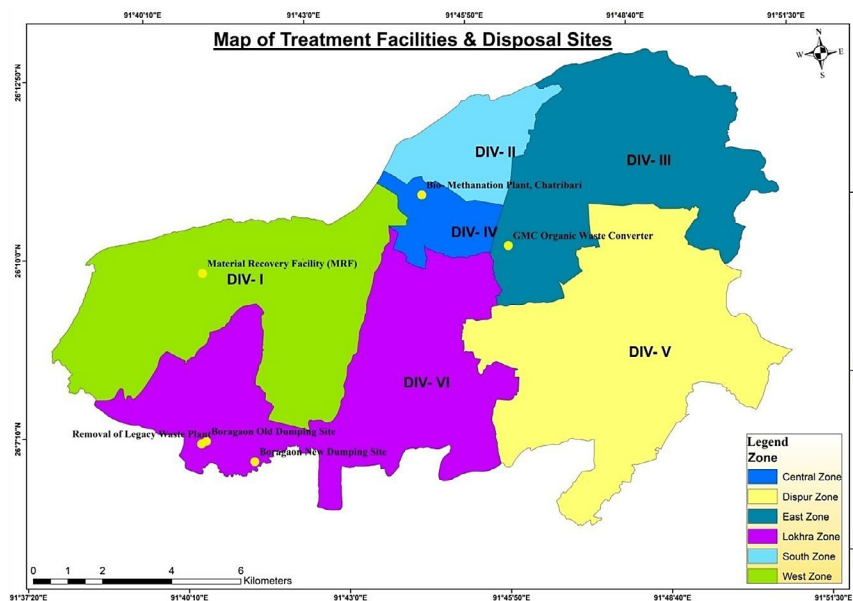 91°40'10"E 91°43'0"E 91°45'50"E 91°48'40"E 91°51'30"E
Map of Treatment Facilities & Disposal Sites
N
W E
S
26°12'50"N
DIV- II
DIV- III
Bio- Methanation Plant, Chatribari
DIV- IV
GMC Organic Waste Converter
26°10'0"N
Material Recovery Facility (MRF)
DIV- I
DIV- V
DIV- VI
Removal of Legacy Waste Plant
Boragaon Old Dumping Site
26°7'10"N
Boragaon New Dumping Site
Legend
Zone
Central Zone
Dispur Zone
East Zone
Lokhra Zone
South Zone
West Zone
0 1 2 4 6
Kilometers
91°37'20"E 91°40'10"E 91°43'0"E 91°45'50"E 91°48'40"E 91°51'30"E